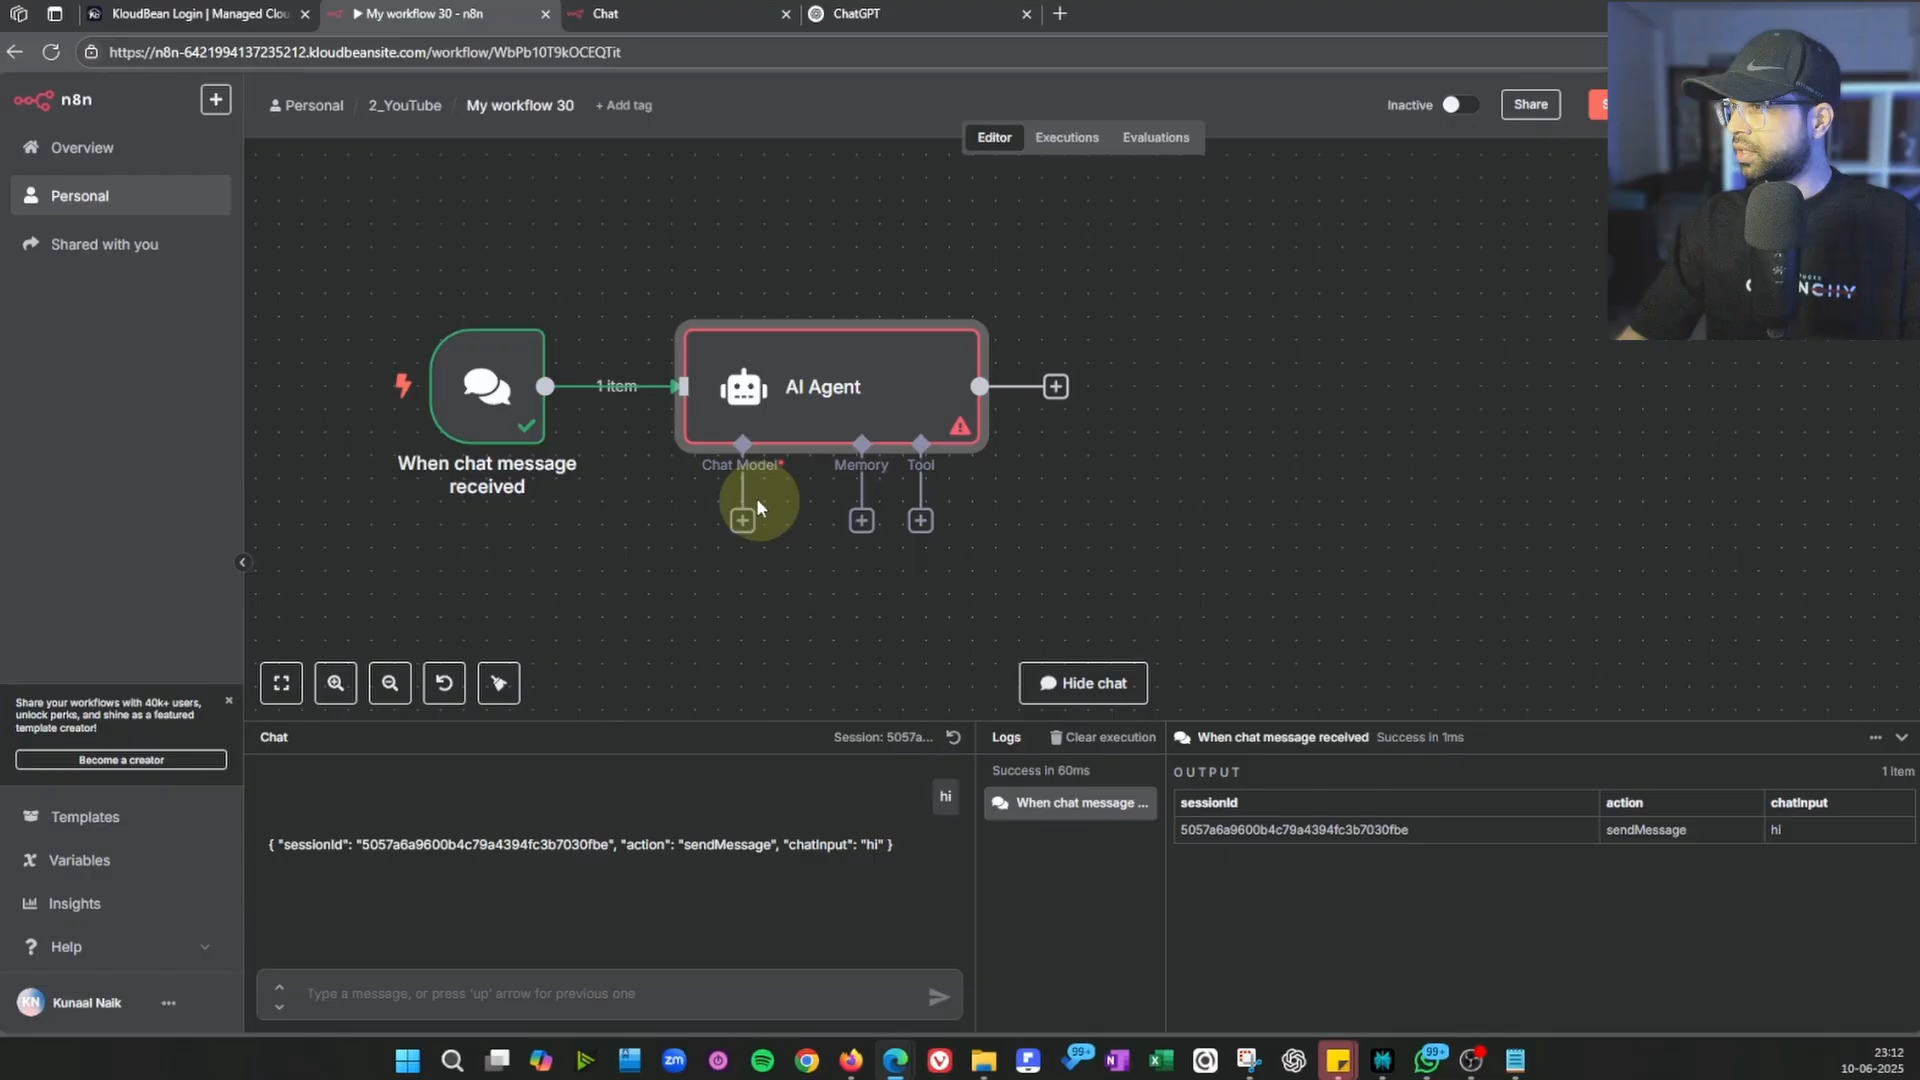 KloudBean Login | Managed Clou
My workflow 30 - n8n
Chat
ChatGPT
https://n8n-6421994137235212.kloudbeansite.com/workflow/WbPb10T9kOCEQTit
n8n
Personal / 2_YouTube / My workflow 30 + Add tag
Inactive
Share
S
Editor
Executions
Evaluations
Overview
Personal
Shared with you
1 item
AI Agent
When chat message
received
Chat Model*
Memory
Tool
Hide chat
Share your workflows with 40k+ users,
unlock perks, and shine as a featured
template creator!
Become a creator
Templates
Variables
Insights
Help
KN
Kunaal Naik
Chat
Session: 5057a...
hi
{ "sessionId": "5057a6a9600b4c79a4394fc3b7030fbe", "action": "sendMessage", "chatInput": "hi" }
Type a message, or press 'up' arrow for previous one
Logs
Clear execution
Success in 60ms
When chat message ...
When chat message received Success in 1ms
OUTPUT
1 item
sessionId action chatInput
5057a6a9600b4c79a4394fc3b7030fbe sendMessage hi
zm
99+
99+
23:12
10-06-2025